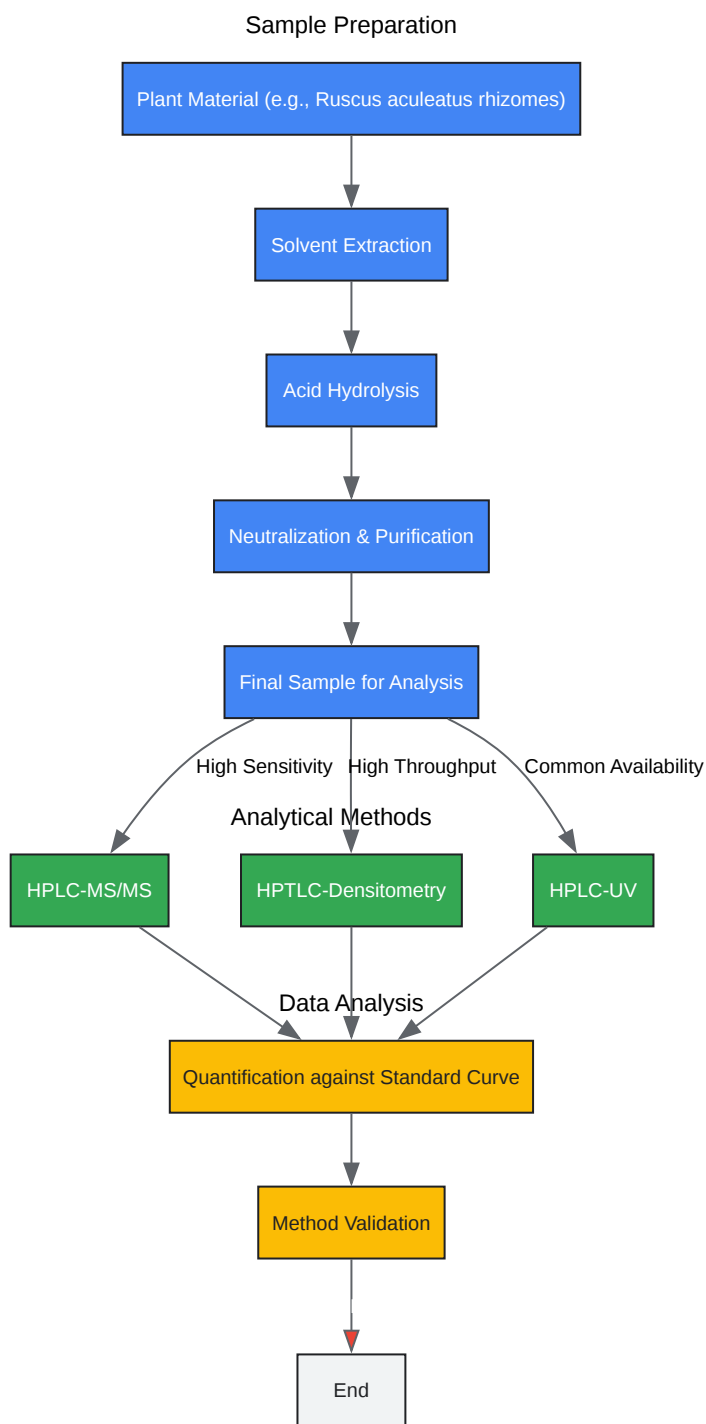 Sample Preparation
Plant Material (e.g., Ruscus aculeatus rhizomes)
Solvent Extraction
Acid Hydrolysis
Neutralization & Purification
Final Sample for Analysis
High Sensitivity
High Throughput
Common Availability
Analytical Methods
HPLC-MS/MS
HPTLC-Densitometry
HPLC-UV
Data Analysis
Quantification against Standard Curve
Method Validation
End